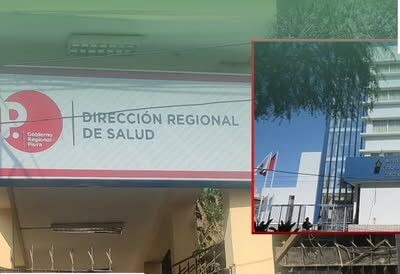 P.
Gobierno
Regional
Piura
DIRECCIÓN REGIONAL
DE SALUD